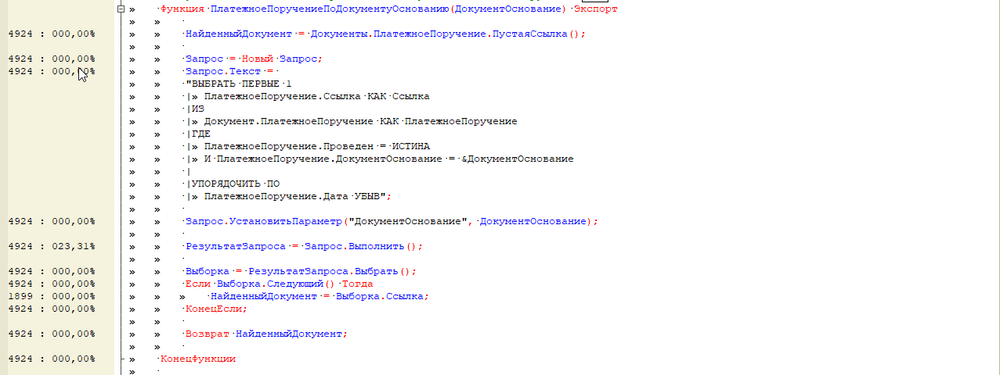 Функция ПлатежноеПоручениеПоДокументуОснованию(ДокументОснование) Экспорт
4924 : 000,00% НайденныйДокумент = Документы.ПлатежноеПоручение.ПустаяСсылка();
4924 : 000,00% Запрос = Новый Запрос;
4924 : 000,00% Запрос.Текст =
"ВЫБРАТЬ ПЕРВЫЕ 1
|» ПлатежноеПоручение.Ссылка КАК Ссылка
|ИЗ
|» Документ.ПлатежноеПоручение КАК ПлатежноеПоручение
|ГДЕ
|» ПлатежноеПоручение.Проведен = ИСТИНА
|» И ПлатежноеПоручение.ДокументОснование = &ДокументОснование
|
|УПОРЯДОЧИТЬ ПО
|» ПлатежноеПоручение.Дата УБЫВ";
4924 : 000,00% Запрос.УстановитьПараметр("ДокументОснование", ДокументОснование);
4924 : 023,31% РезультатЗапроса = Запрос.Выполнить();
4924 : 000,00% Выборка = РезультатЗапроса.Выбрать();
4924 : 000,00% Если Выборка.Следующий() Тогда
1899 : 000,00% НайденныйДокумент = Выборка.Ссылка;
4924 : 000,00% КонецЕсли;
4924 : 000,00% Возврат НайденныйДокумент;
4924 : 000,00% КонецФункции